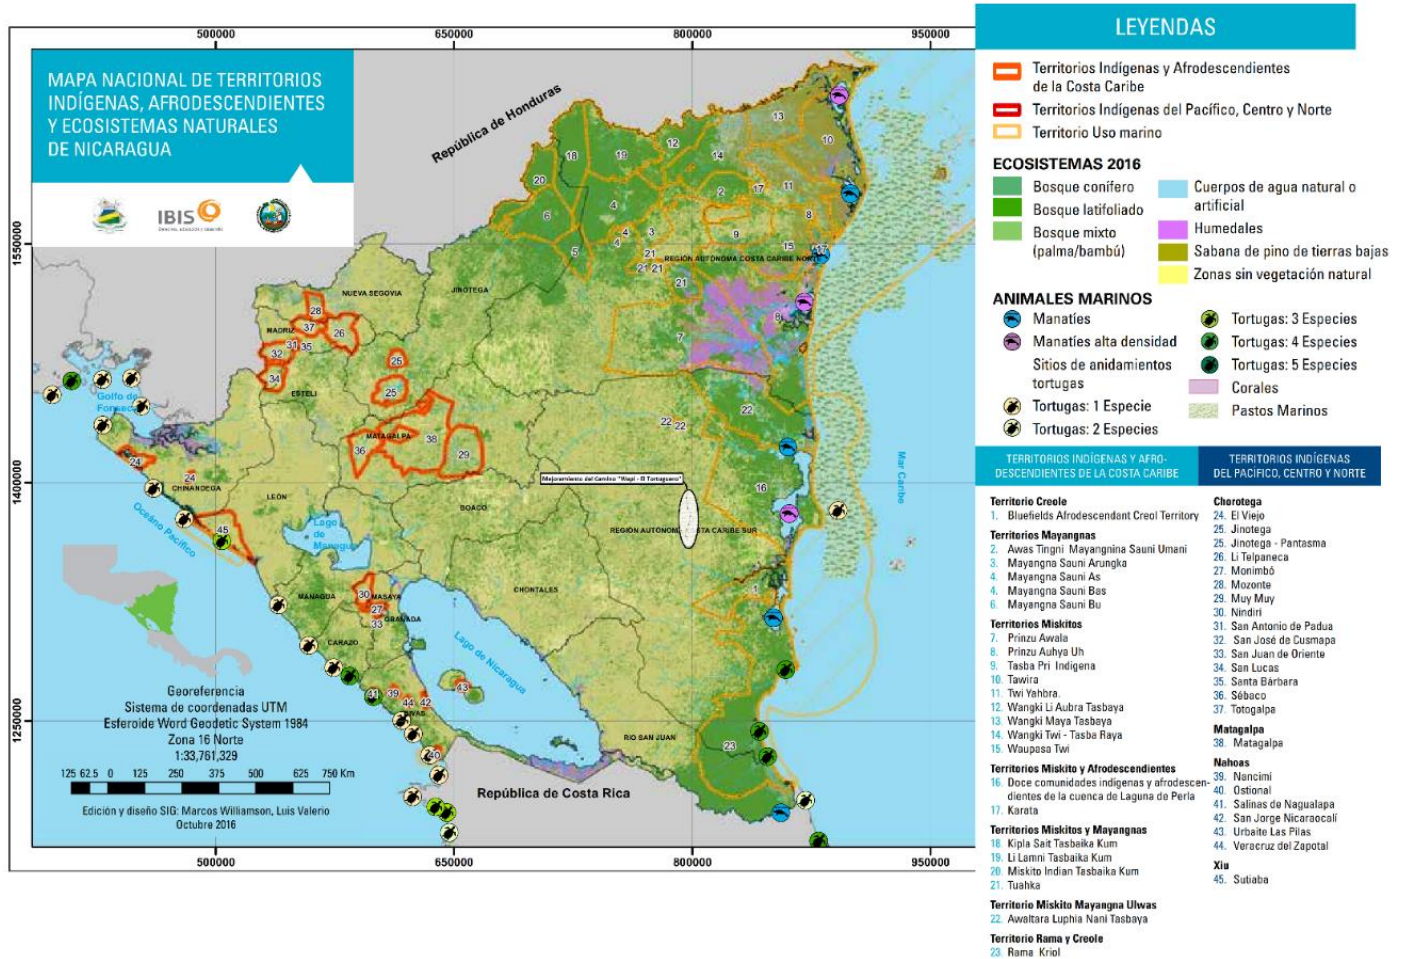 500000
650000
800000
950000
MAPA NACIONAL DE TERRITORIOS
INDÍGENAS, AFRODESCENDIENTES
Y ECOSISTEMAS NATURALES
DE NICARAGUA
IBIS
República de Honduras
1550000
1400000
1250000
NUEVA SEGOVIA
JINOTEGA
MADRIZ
ESTELI
MATAGALPA
CHINANDEGA
LEÓN
BOACO
MANAGUA
MASAYA
GRANADA
CARAZO
RIVAS
CHONTALES
RIO SAN JUAN
REGIÓN AUTÓNOMA COSTA CARIBE NORTE
REGIÓN AUTÓNOMA COSTA CARIBE SUR
Mejoramiento del Camino "Wapi - El Tortuguero"
Golfo de
Fonseca
Océano Pacífico
Lago
de
Managua
Lago de Nicaragua
Mar Caribe
República de Costa Rica
Georeferencia
Sistema de coordenadas UTM
Esferoide Word Geodetic System 1984
Zona 16 Norte
1:33,761,329
125 62.5 0 125 250 375 500 625 750 Km
Edición y diseño SIG: Marcos Williamson, Luis Valerio
Octubre 2016
500000
650000
800000
950000
LEYENDAS
Territorios Indígenas y Afrodescendientes
de la Costa Caribe
Territorios Indígenas del Pacífico, Centro y Norte
Territorio Uso marino
ECOSISTEMAS 2016
Bosque conífero
Bosque latifoliado
Bosque mixto
(palma/bambú)
Cuerpos de agua natural o
artificial
Humedales
Sabana de pino de tierras bajas
Zonas sin vegetación natural
ANIMALES MARINOS
Manatíes
Manatíes alta densidad
Sitios de anidamientos
tortugas
Tortugas: 1 Especie
Tortugas: 2 Especies
Tortugas: 3 Especies
Tortugas: 4 Especies
Tortugas: 5 Especies
Corales
Pastos Marinos
TERRITORIOS INDÍGENAS Y AFRO-
DESCENDIENTES DE LA COSTA CARIBE
Territorio Creole
1. Bluefields Afrodescendant Creol Territory
Territorios Mayangnas
2. Awas Tingni Mayangnina Sauni Umani
3. Mayangna Sauni Arungka
4. Mayangna Sauni As
4. Mayangna Sauni Bas
6. Mayangna Sauni Bu
Territorios Miskitos
7. Prinzu Awala
8. Prinzu Auhya Uh
9. Tasba Pri Indigena
10. Tawira
11. Twi Yahbra.
12. Wangki Li Aubra Tasbaya
13. Wangki Maya Tasbaya
14. Wangki Twi - Tasba Raya
15. Waupasa Twi
Territorios Miskito y Afrodescendientes
16. Doce comunidades indígenas y afrodescen-
dientes de la cuenca de Laguna de Perla
17. Karata
Territorios Miskitos y Mayangnas
18. Kipla Sait Tasbaika Kum
19. Li Lamni Tasbaika Kum
20. Miskito Indian Tasbaika Kum
21. Tuahka
Territorio Miskito Mayangna Ulwas
22. Awaltara Luphia Nani Tasbaya
Territorio Rama y Creole
23. Rama Kriol
TERRITORIOS INDÍGENAS
DEL PACÍFICO, CENTRO Y NORTE
Chorotega
24. El Viejo
25. Jinotega
25. Jinotega - Pantasma
26. Li Telpaneca
27. Monimbó
28. Mozonte
29. Muy Muy
30. Nindirí
31. San Antonio de Padua
32. San José de Cusmapa
33. San Juan de Oriente
34. San Lucas
35. Santa Bárbara
36. Sébaco
37. Totogalpa
Matagalpa
38. Matagalpa
Nahoas
39. Nancimí
40. Ostional
41. Salinas de Nagualapa
42. San Jorge Nicaraocalí
43. Urbaite Las Pilas
44. Veracruz del Zapotal
Xiu
45. Sutiaba